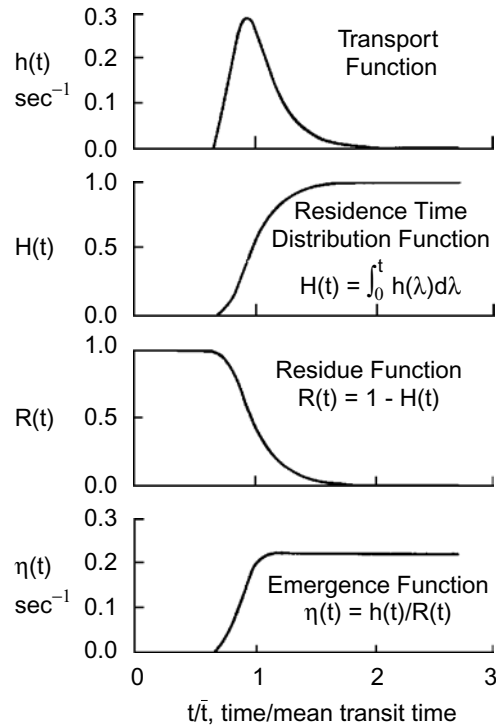 0.3
h(t)
sec⁻¹
0.2
0.1
0.0
Transport
Function
1.0
H(t)
0.5
0.0
Residence Time
Distribution Function
H(t) = ∫₀ᵗ h(λ)dλ
1.0
R(t)
0.5
0.0
Residue Function
R(t) = 1 - H(t)
0.3
η(t)
sec⁻¹
0.2
0.1
0.0
Emergence Function
η(t) = h(t)/R(t)
0 1 2 3
t/t̄, time/mean transit time